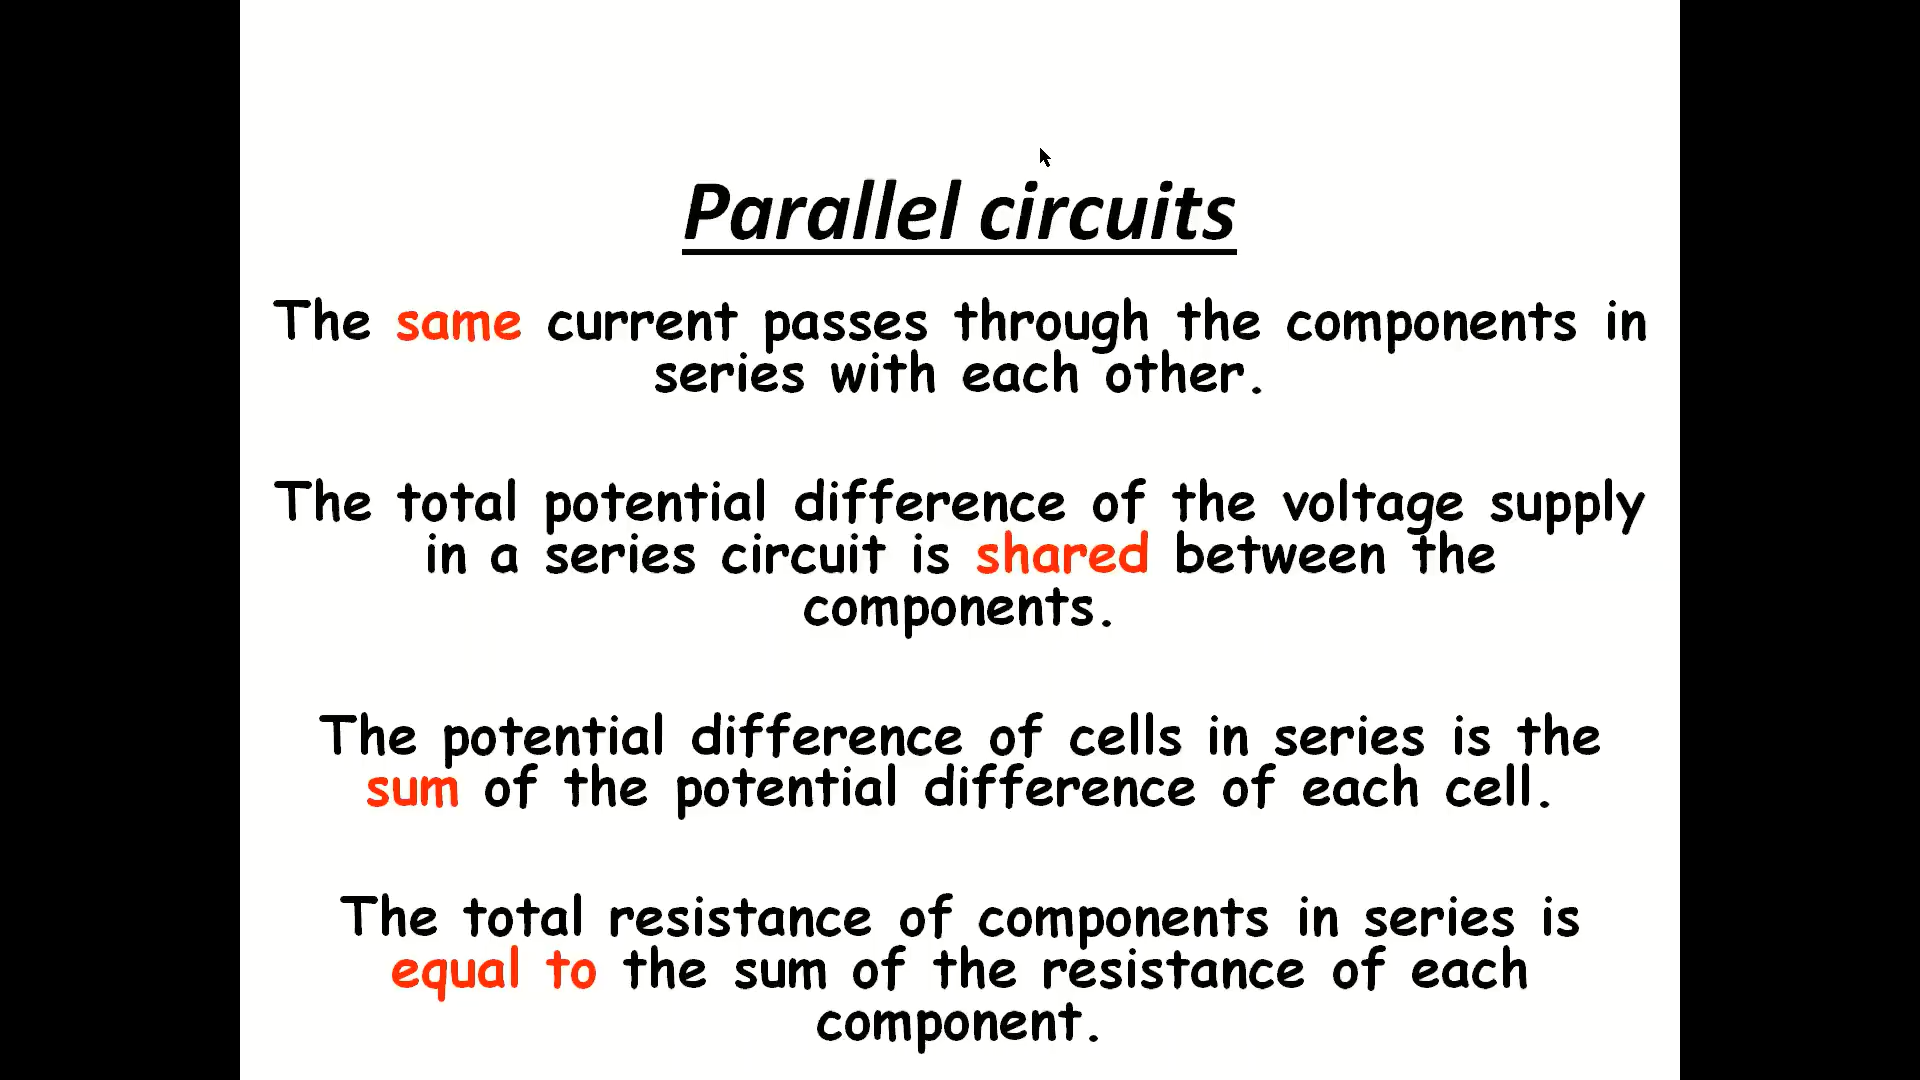 Parallel circuits
The same current passes through the components in
series with each other.
The total potential difference of the voltage supply
in a series circuit is shared between the
components.
The potential difference of cells in series is the
sum of the potential difference of each cell.
The total resistance of components in series is
equal to the sum of the resistance of each
component.